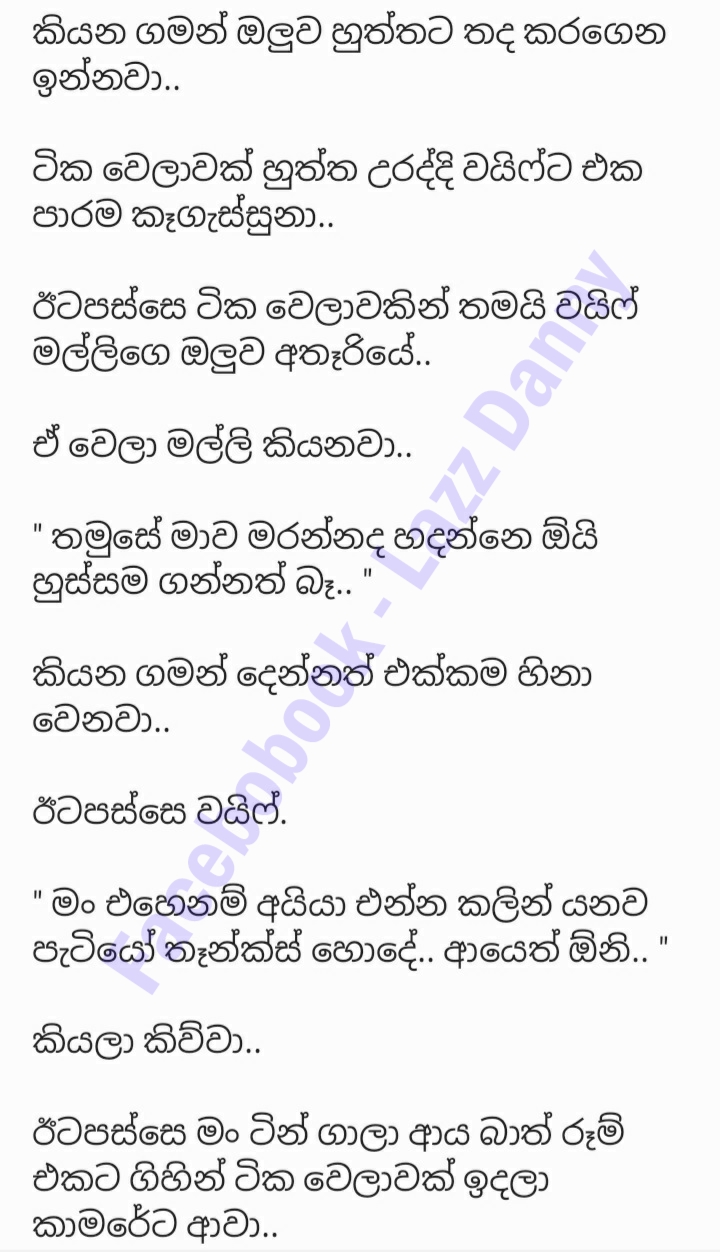 කියන ගමන් ඔලුව හුත්තට තද කරගෙන
ඉන්නවා..
ටික වෙලාවක් හුත්ත උරද්දි වයිෆ්ට එක
පාරම කෑගැස්සුනා..
ඊටපස්සෙ ටික වෙලාවකින් තමයි වයිෆ්
මල්ලිගෙ ඔලුව අතෑරියේ..
ඒ වෙලා මල්ලි කියනවා..
" තමුසේ මාව මරන්නද හදන්නෙ ඕයි
හුස්සම ගන්නත් බෑ.. "
කියන ගමන් දෙන්නත් එක්කම හිනා
වෙනවා..
ඊටපස්සෙ වයිෆ්.
" මං එහෙනම් අයියා එන්න කලින් යනව
පැටියෝ තෑන්ක්ස් හොදේ.. ආයෙත් ඕනි.. "
කියලා කිව්වා..
ඊටපස්සෙ මං ටින් ගාලා ආය බාත් රූම්
එකට ගිහින් ටික වෙලාවක් ඉදලා
කාමරේට ආවා..
Facebobook - Lazz Danny